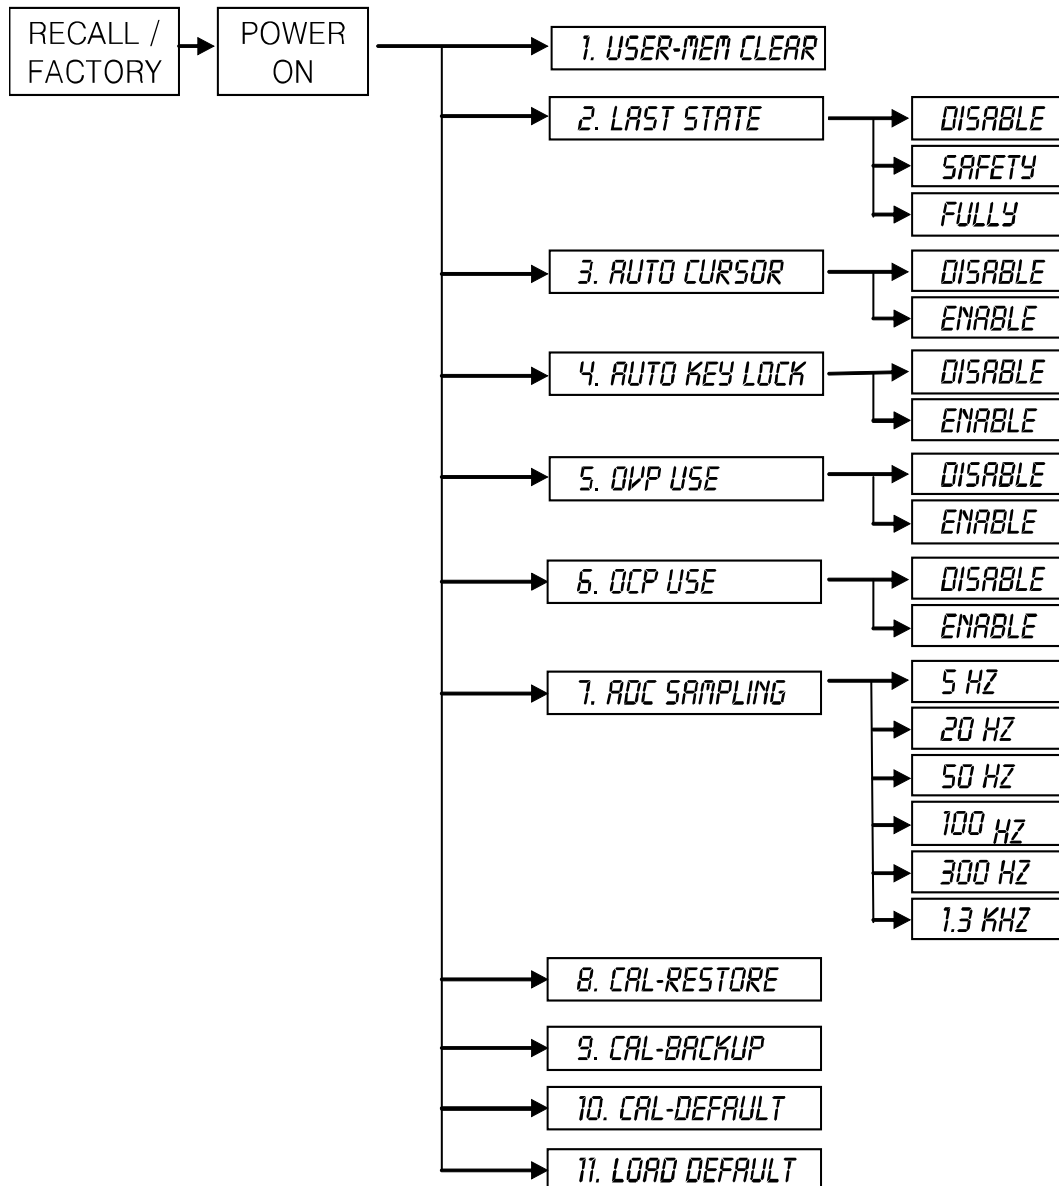 RECALL /
FACTORY
POWER
ON
1. USER-MEM CLEAR
2. LAST STATE
DISABLE
SAFETY
FULLY
3. AUTO CURSOR
DISABLE
ENABLE
4. AUTO KEY LOCK
DISABLE
ENABLE
5. OVP USE
DISABLE
ENABLE
6. OCP USE
DISABLE
ENABLE
7. ADC SAMPLING
5 HZ
20 HZ
50 HZ
100 HZ
300 HZ
1.3 KHZ
8. CAL-RESTORE
9. CAL-BACKUP
10. CAL-DEFAULT
11. LOAD DEFAULT